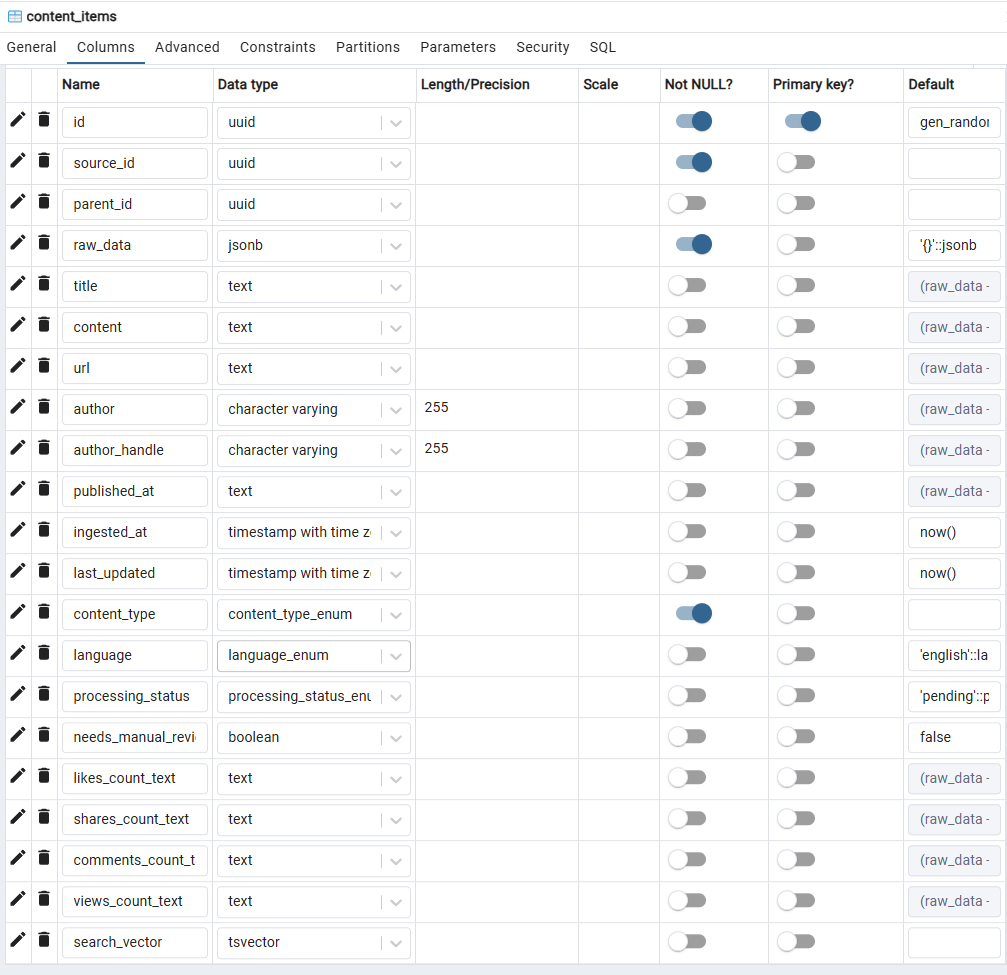 content_items
General Columns Advanced Constraints Partitions Parameters Security SQL
Name Data type Length/Precision Scale Not NULL? Primary key? Default
id uuid gen_randor
source_id uuid
parent_id uuid
raw_data jsonb '{}'::jsonb
title text (raw_data -
content text (raw_data -
url text (raw_data -
author character varying 255 (raw_data -
author_handle character varying 255 (raw_data -
published_at text (raw_data -
ingested_at timestamp with time z now()
last_updated timestamp with time z now()
content_type content_type_enum
language language_enum 'english'::la
processing_status processing_status_enu 'pending'::p
needs_manual_revi boolean false
likes_count_text text (raw_data -
shares_count_text text (raw_data -
comments_count_t text (raw_data -
views_count_text text (raw_data -
search_vector tsvector